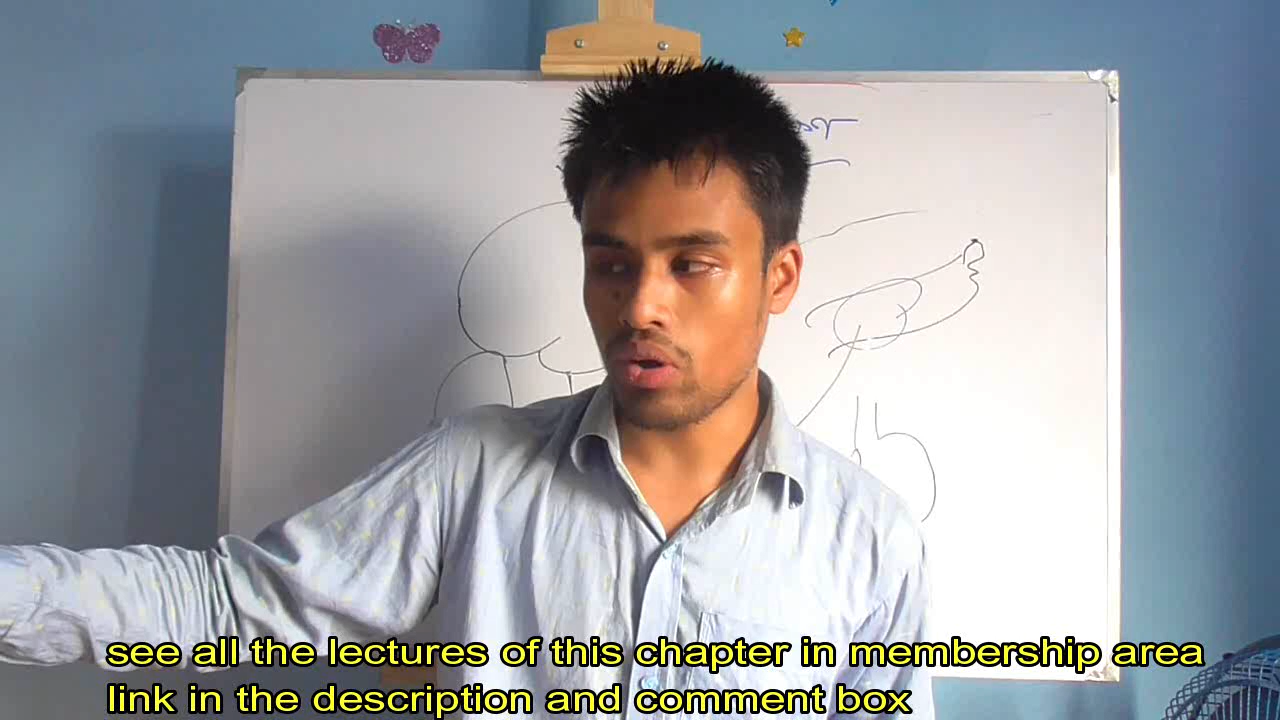 see all the lectures of this chapter in membership area
link in the description and comment box